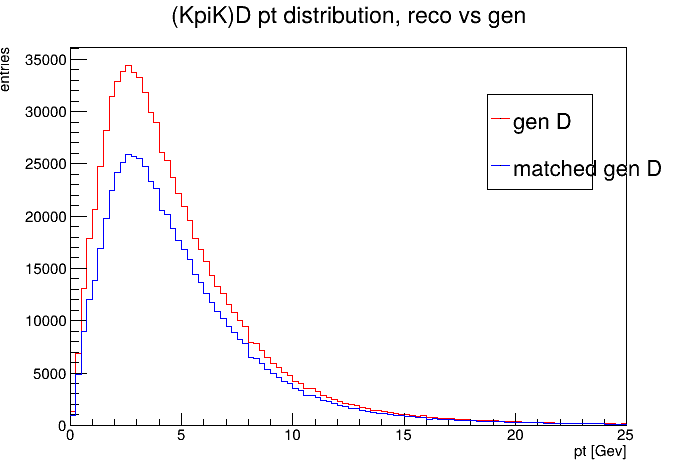 (KpiK)D pt distribution, reco vs gen
entries
35000
30000
25000
20000
15000
10000
5000
0
gen D
matched gen D
0 5 10 15 20 25
pt [Gev]